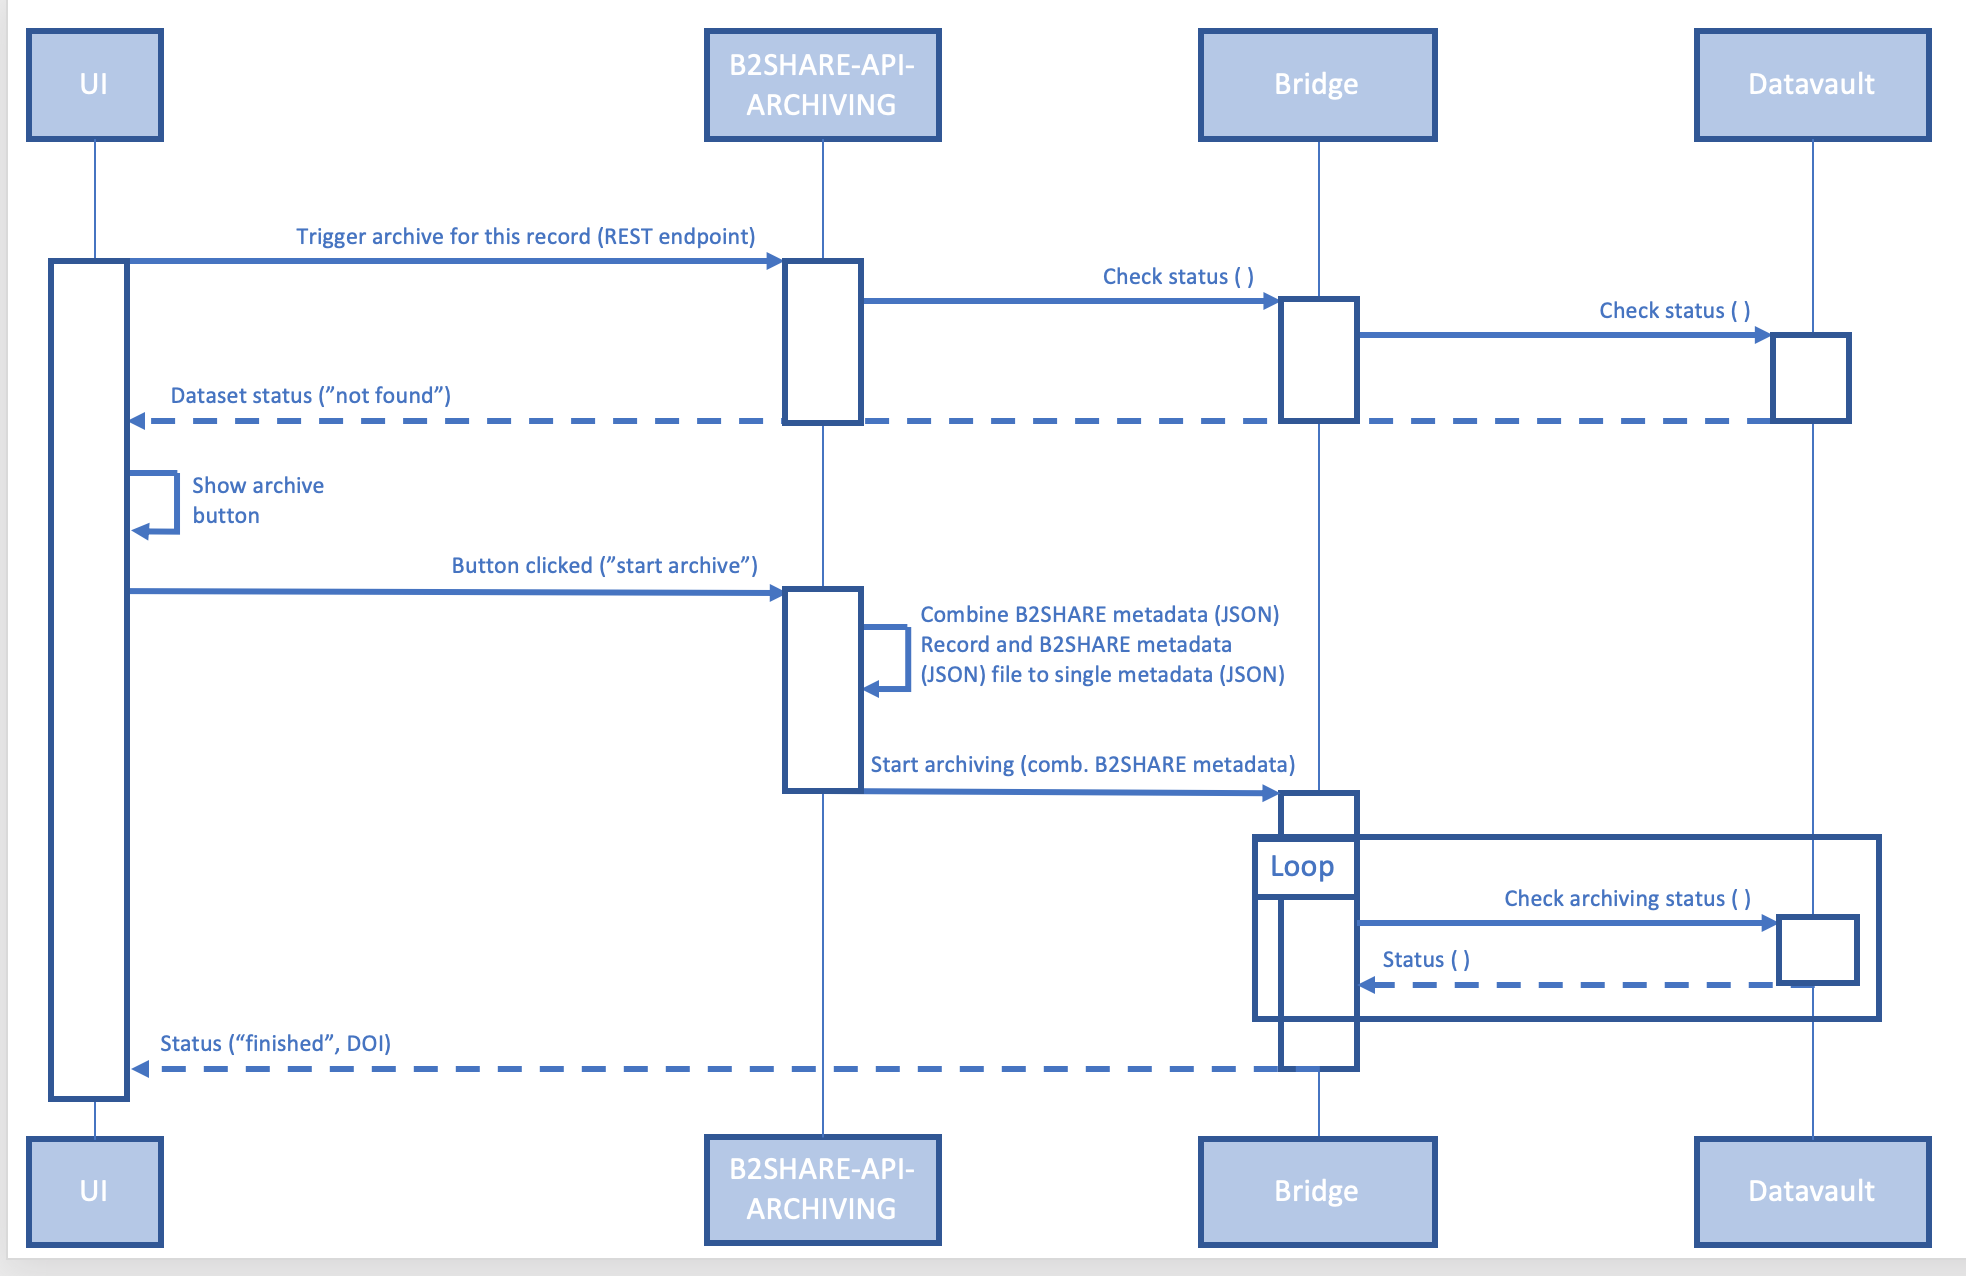 UI
B2SHARE-API-
ARCHIVING
Bridge
Datavault
Trigger archive for this record (REST endpoint)
Check status ( )
Check status ( )
Dataset status (”not found”)
Show archive
button
Button clicked (”start archive”)
Combine B2SHARE metadata (JSON)
Record and B2SHARE metadata
(JSON) file to single metadata (JSON)
Start archiving (comb. B2SHARE metadata)
Loop
Check archiving status ( )
Status ( )
Status (“finished”, DOI)
UI
B2SHARE-API-
ARCHIVING
Bridge
Datavault